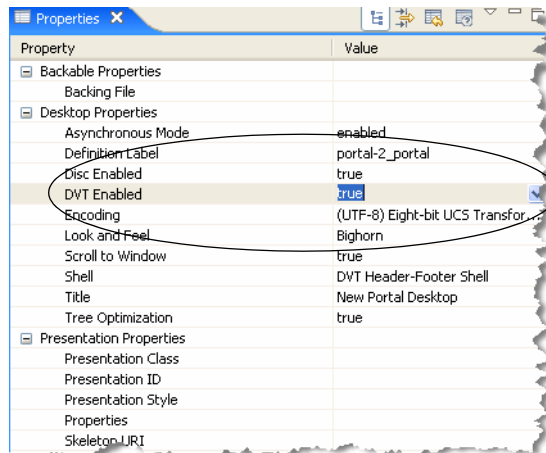 Properties
Property Value
Backable Properties
Backing File
Desktop Properties
Asynchronous Mode enabled
Definition Label portal-2_portal
Disc Enabled true
DVT Enabled true
Encoding (UTF-8) Eight-bit UCS Transfor...
Look and Feel Bighorn
Scroll to Window true
Shell DVT Header-Footer Shell
Title New Portal Desktop
Tree Optimization true
Presentation Properties
Presentation Class
Presentation ID
Presentation Style
Properties
Skeleton URI